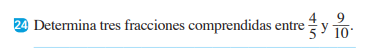 24 Determina tres fracciones comprendidas entre 4/5 y 9/10.